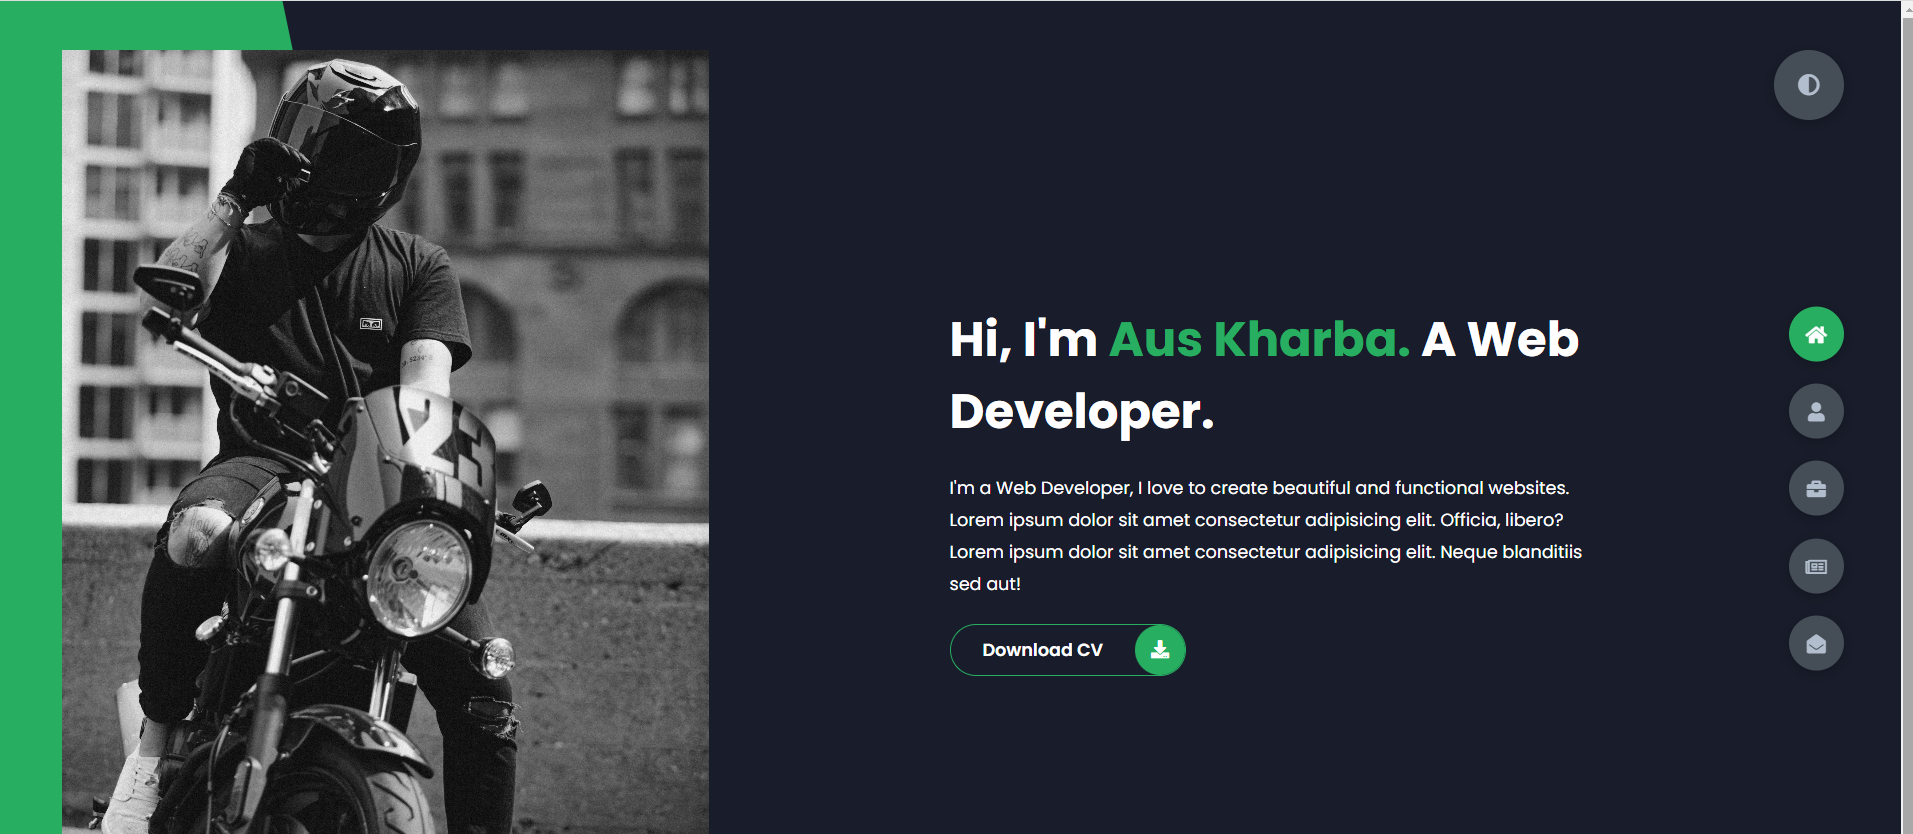 Hi, I'm Aus Kharba. A Web
Developer.
I'm a Web Developer, I love to create beautiful and functional websites.
Lorem ipsum dolor sit amet consectetur adipisicing elit. Officia, libero?
Lorem ipsum dolor sit amet consectetur adipisicing elit. Neque blanditiis
sed aut!
Download CV